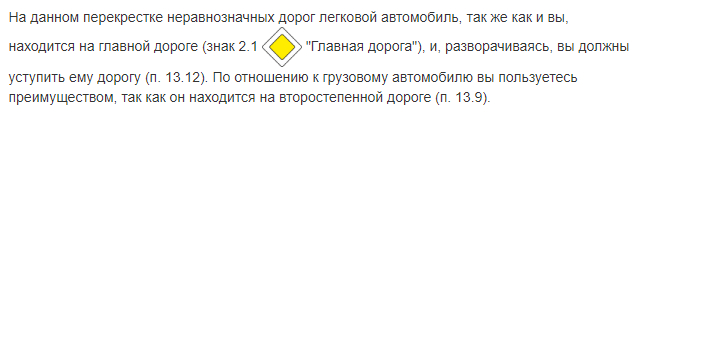 На данном перекрестке неравнозначных дорог легковой автомобиль, так же как и вы,
находится на главной дороге (знак 2.1 "Главная дорога"), и, разворачиваясь, вы должны
уступить ему дорогу (п. 13.12). По отношению к грузовому автомобилю вы пользуетесь
преимуществом, так как он находится на второстепенной дороге (п. 13.9).